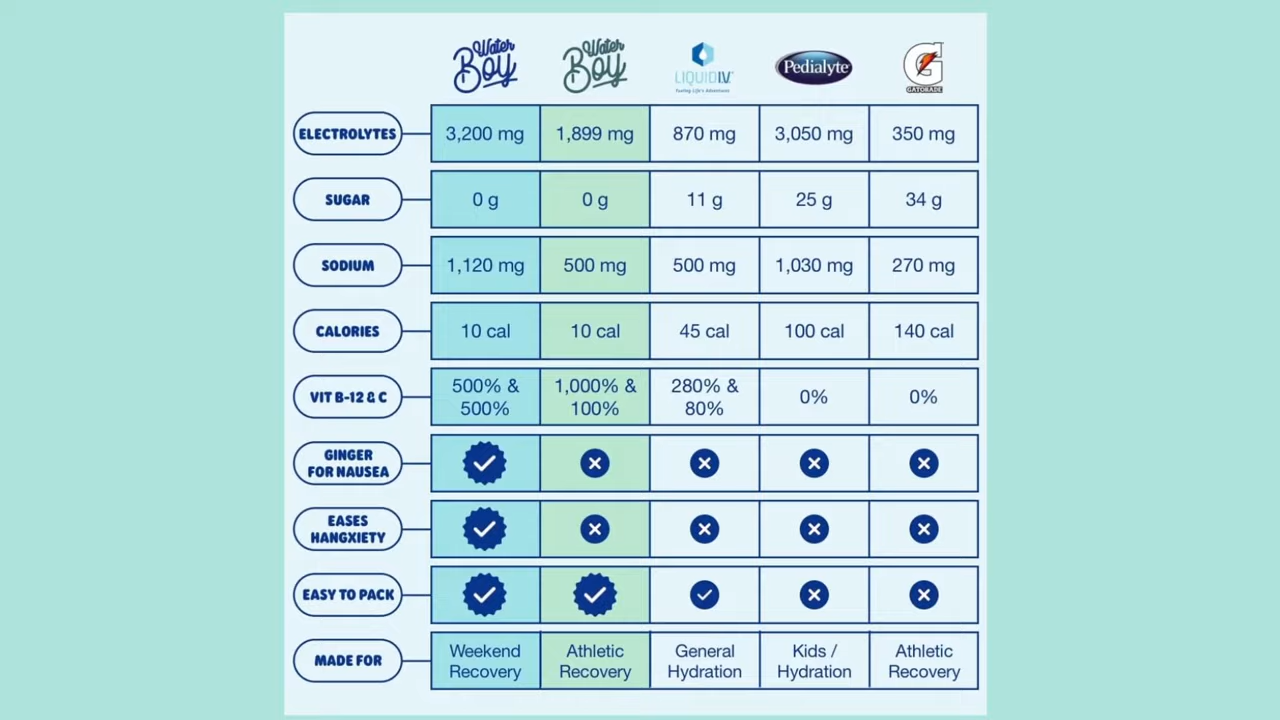 Water Boy
Water Boy
LIQUID I.V.
Fueling Life's Adventures
Pedialyte
G
GATORADE
ELECTROLYTES 3,200 mg 1,899 mg 870 mg 3,050 mg 350 mg
SUGAR 0 g 0 g 11 g 25 g 34 g
SODIUM 1,120 mg 500 mg 500 mg 1,030 mg 270 mg
CALORIES 10 cal 10 cal 45 cal 100 cal 140 cal
VIT B-12 & C
500% &
500%
1,000% &
100%
280% &
80%
0%
0%
GINGER
FOR NAUSEA
EASES
HANGXIETY
EASY TO PACK
MADE FOR
Weekend
Recovery
Athletic
Recovery
General
Hydration
Kids /
Hydration
Athletic
Recovery